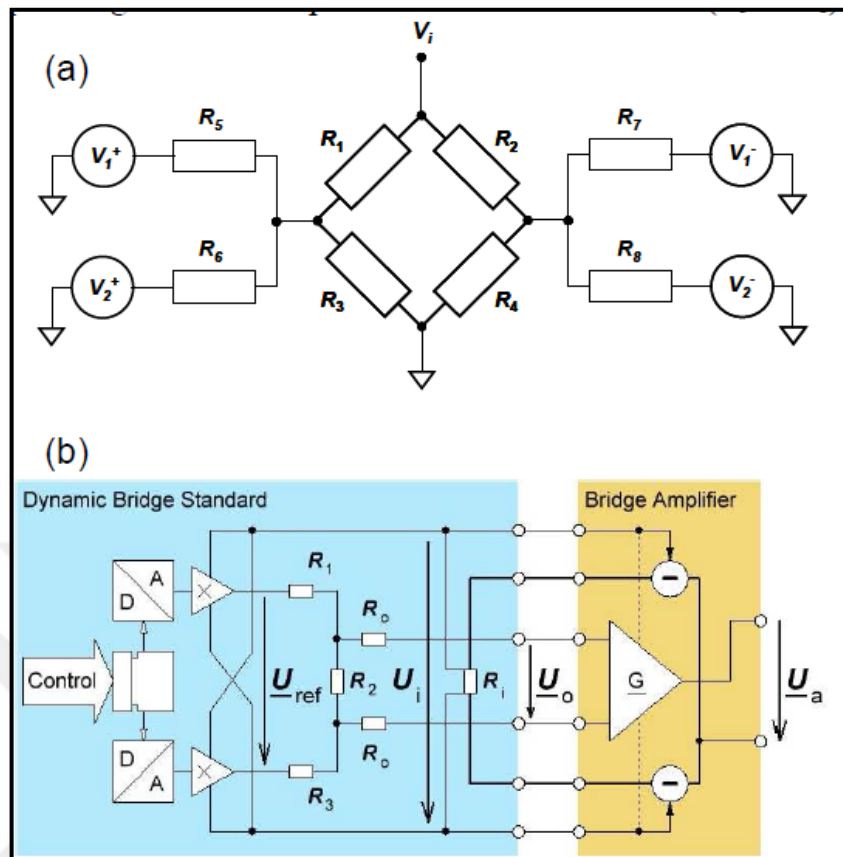 (a)
Vi
R5
R1
R2
R7
V1+
V1-
R6
R8
V2+
R3
R4
V2-
(b)
Dynamic Bridge Standard
Bridge Amplifier
D
A
R1
Ro
Control
Uref
R2
Ui
Ri
Uo
G
Ua
Ro
D
A
R3